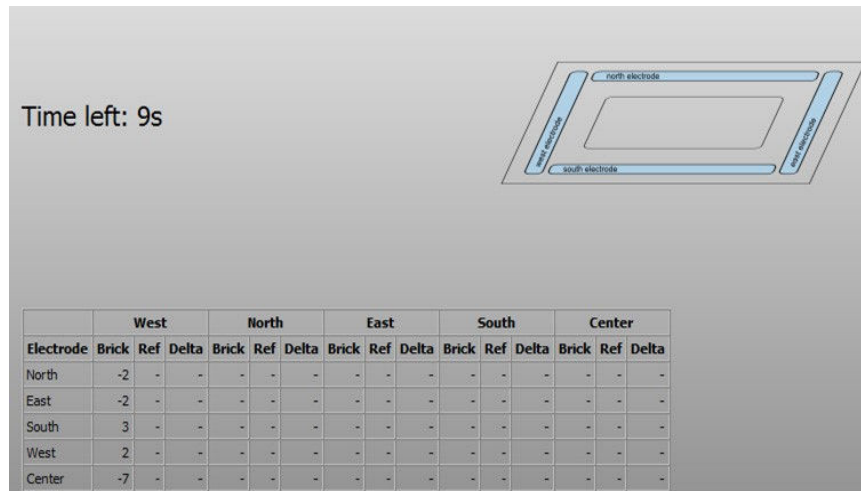 north electrode
Time left: 9s
west electrode
east electrode
south electrode
West North East South Center
Electrode Brick Ref Delta Brick Ref Delta Brick Ref Delta Brick Ref Delta Brick Ref Delta
North -2 - - - - - - - - - - - - - -
East -2 - - - - - - - - - - - - - -
South 3 - - - - - - - - - - - - - -
West 2 - - - - - - - - - - - - - -
Center -7 - - - - - - - - - - - - - -